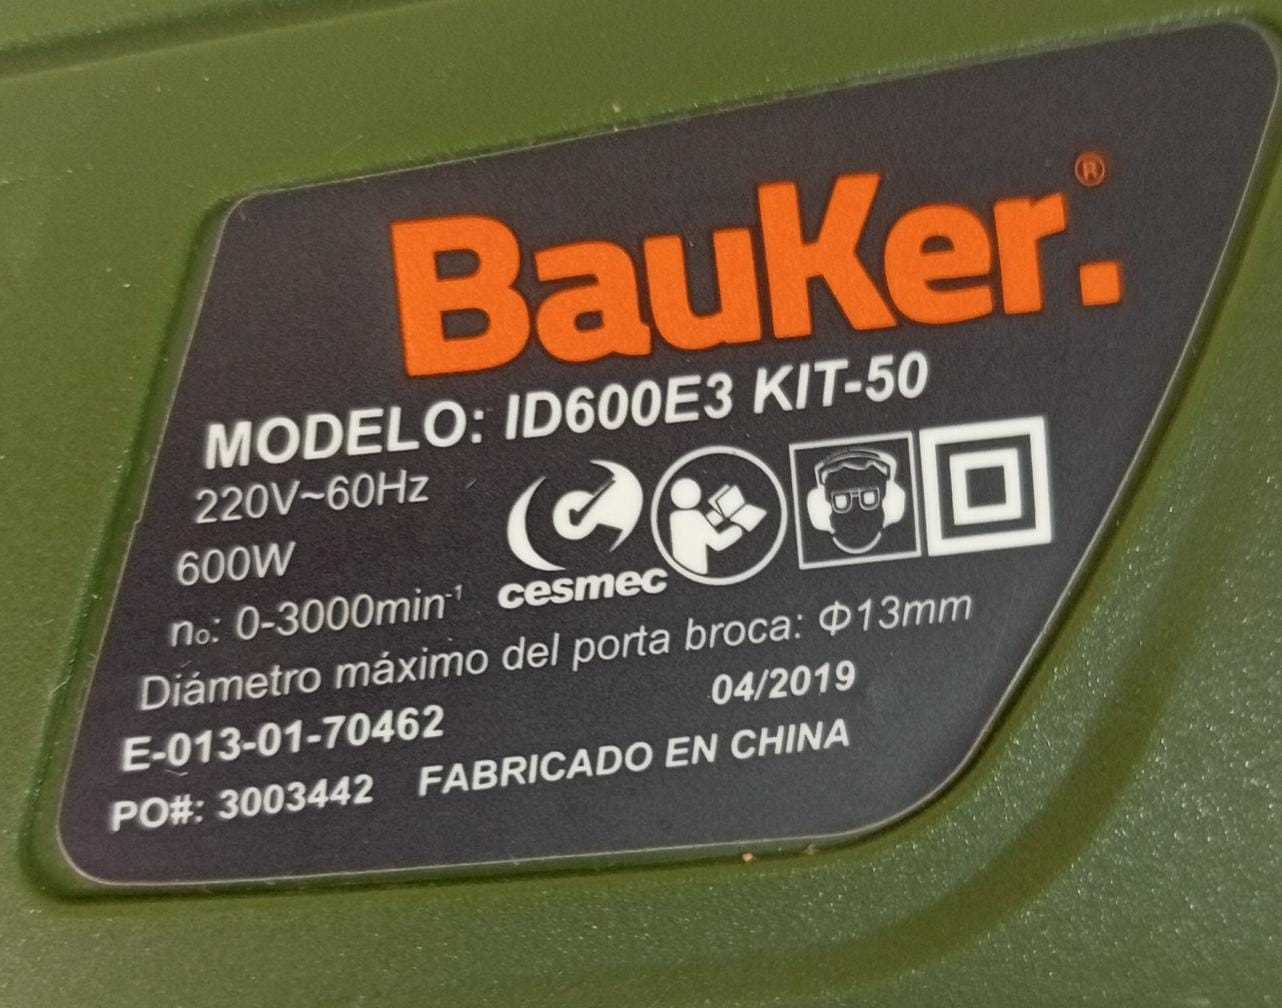 BauKer.®
MODELO: ID600E3 KIT-50
220V~60Hz
600W
cesmec
n₀: 0-3000min⁻¹
Diámetro máximo del porta broca: Φ13mm
E-013-01-70462 04/2019
PO#: 3003442 FABRICADO EN CHINA